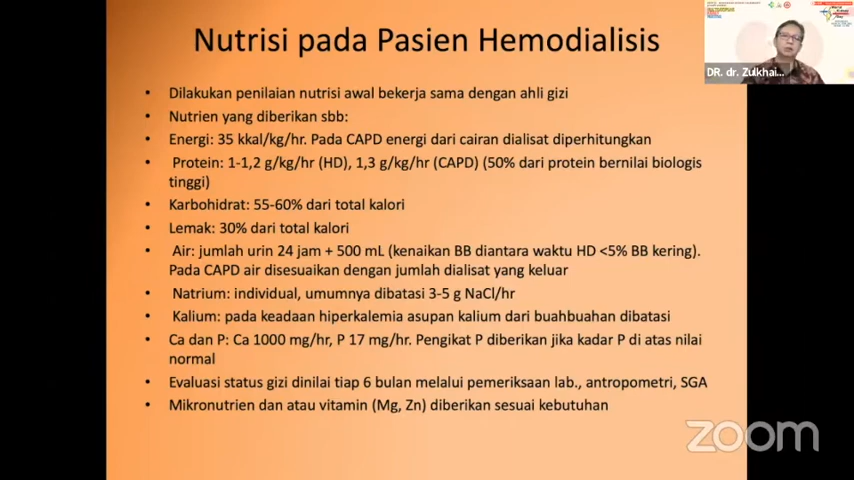 Nutrisi pada Pasien Hemodialisis
DR. dr. Zulkhai...
• Dilakukan penilaian nutrisi awal bekerja sama dengan ahli gizi
• Nutrien yang diberikan sbb:
• Energi: 35 kkal/kg/hr. Pada CAPD energi dari cairan dialisat diperhitungkan
• Protein: 1-1,2 g/kg/hr (HD), 1,3 g/kg/hr (CAPD) (50% dari protein bernilai biologis
tinggi)
• Karbohidrat: 55-60% dari total kalori
• Lemak: 30% dari total kalori
• Air: jumlah urin 24 jam + 500 mL (kenaikan BB diantara waktu HD <5% BB kering).
Pada CAPD air disesuaikan dengan jumlah dialisat yang keluar
• Natrium: individual, umumnya dibatasi 3-5 g NaCl/hr
• Kalium: pada keadaan hiperkalemia asupan kalium dari buahbuahan dibatasi
• Ca dan P: Ca 1000 mg/hr, P 17 mg/hr. Pengikat P diberikan jika kadar P di atas nilai
normal
• Evaluasi status gizi dinilai tiap 6 bulan melalui pemeriksaan lab., antropometri, SGA
• Mikronutrien dan atau vitamin (Mg, Zn) diberikan sesuai kebutuhan
zoom